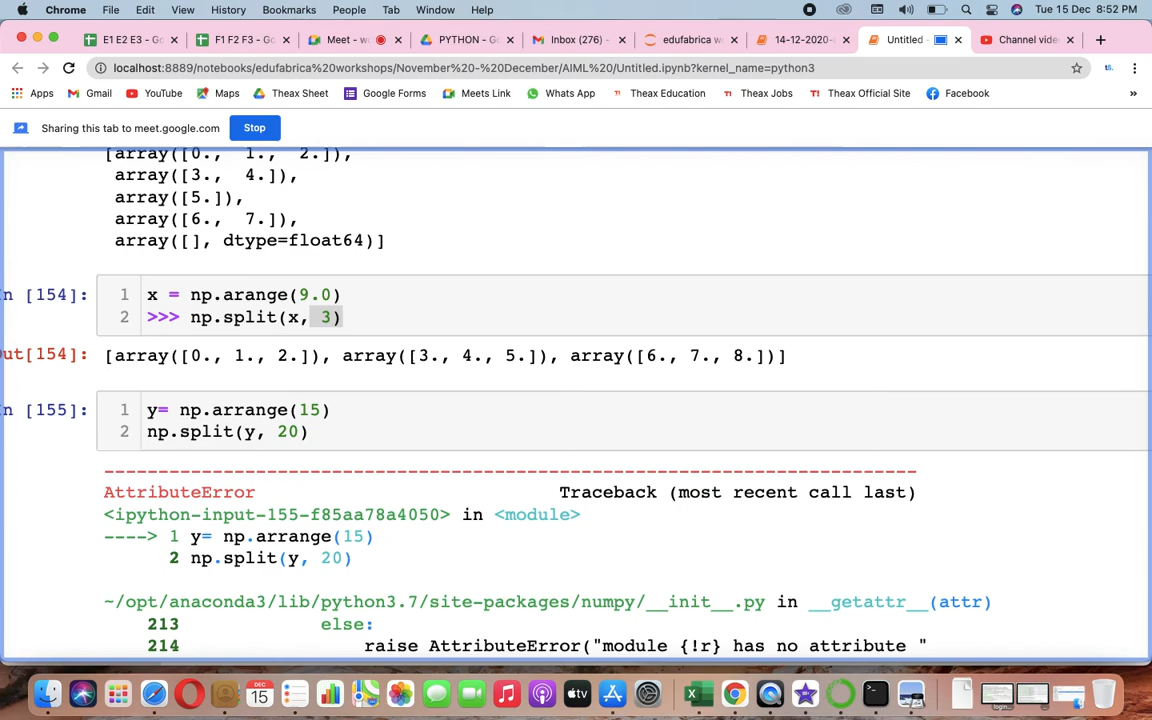 Chrome File Edit View History Bookmarks People Tab Window Help Tue 15 Dec 8:52 PM
E1 E2 E3 – Go F1 F2 F3 – Go Meet – wo PYTHON – Go Inbox (276) – edufabrica w 14-12-2020- Untitled Channel vide
localhost:8889/notebooks/edufabrica%20workshops/November%20-%20December/AIML%20/Untitled.ipynb?kernel_name=python3
Apps Gmail YouTube Maps Theax Sheet Google Forms Meets Link Whats App Theax Education Theax Jobs Theax Official Site Facebook »
Sharing this tab to meet.google.com Stop
[array([0., 1., 2.]),
array([3., 4.]),
array([5.]),
array([6., 7.]),
array([], dtype=float64)]
n [154]: 1 x = np.arange(9.0)
2 >>> np.split(x, 3)
ut[154]: [array([0., 1., 2.]), array([3., 4., 5.]), array([6., 7., 8.])]
n [155]: 1 y= np.arrange(15)
2 np.split(y, 20)
---------------------------------------------------------------------------
AttributeError Traceback (most recent call last)
<ipython-input-155-f85aa78a4050> in <module>
----> 1 y= np.arrange(15)
2 np.split(y, 20)
~/opt/anaconda3/lib/python3.7/site-packages/numpy/__init__.py in __getattr__(attr)
213 else:
214 raise AttributeError("module {!r} has no attribute "
DEC
15
tv